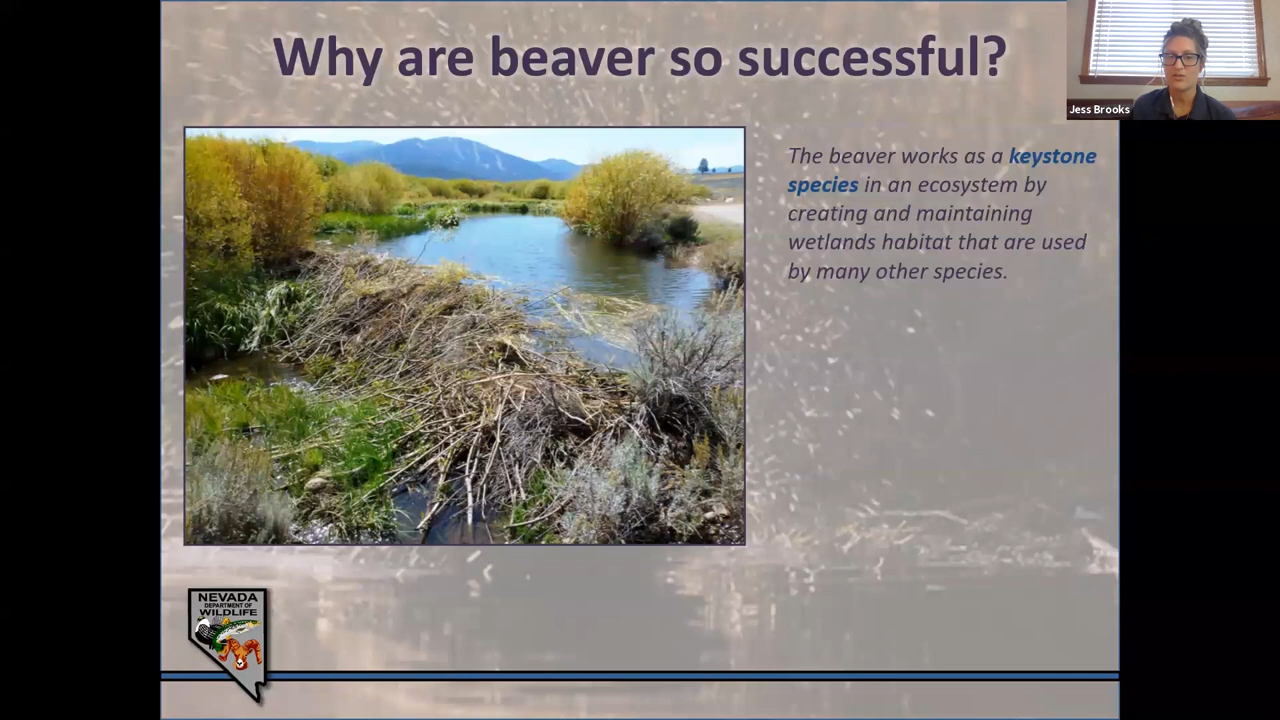 Why are beaver so successful?
Jess Brooks
The beaver works as a keystone
species in an ecosystem by
creating and maintaining
wetlands habitat that are used
by many other species.
NEVADA
DEPARTMENT OF
WILDLIFE